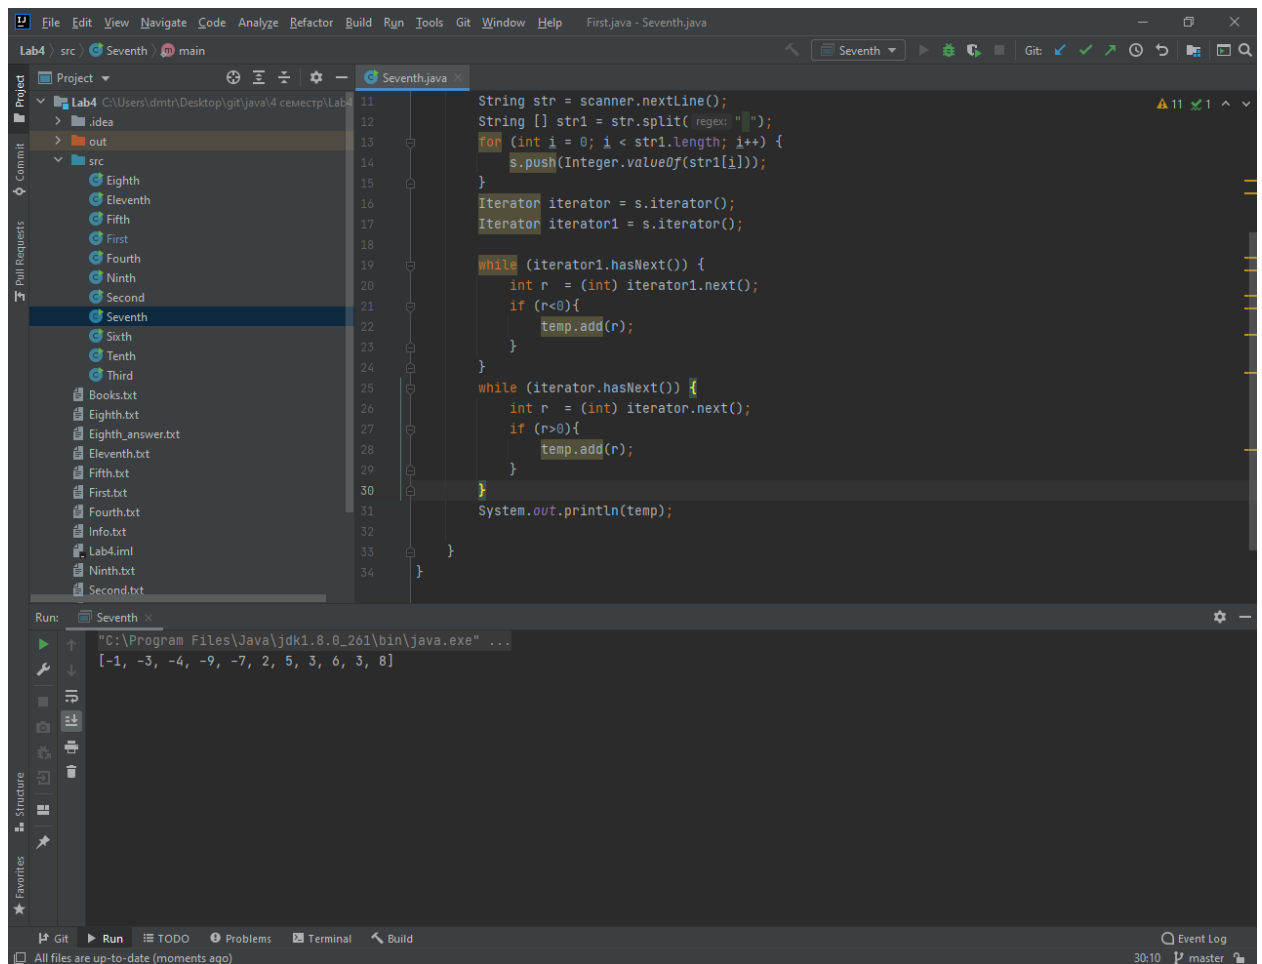 File Edit View Navigate Code Analyze Refactor Build Run Tools Git Window Help First.java - Seventh.java
Lab4 src Seventh main
Seventh
Git:
Project
Seventh.java
Lab4 C:\Users\dmtr\Desktop\git\java\4 семестр\Lab4
.idea
out
src
Eighth
Eleventh
Fifth
First
Fourth
Ninth
Second
Seventh
Sixth
Tenth
Third
Books.txt
Eighth.txt
Eighth_answer.txt
Eleventh.txt
Fifth.txt
First.txt
Fourth.txt
Info.txt
Lab4.iml
Ninth.txt
Second.txt
Project
Commit
Pull Requests
Structure
Favorites
11 String str = scanner.nextLine();
12 String [] str1 = str.split( regex: " ");
13 for (int i = 0; i < str1.length; i++) {
14 s.push(Integer.valueOf(str1[i]));
15 }
16 Iterator iterator = s.iterator();
17 Iterator iterator1 = s.iterator();
18
19 while (iterator1.hasNext()) {
20 int r  = (int) iterator1.next();
21 if (r<0){
22 temp.add(r);
23 }
24 }
25 while (iterator.hasNext()) {
26 int r  = (int) iterator.next();
27 if (r>0){
28 temp.add(r);
29 }
30 }
31 System.out.println(temp);
32
33 }
34 }
11 1
Run: Seventh
"C:\Program Files\Java\jdk1.8.0_261\bin\java.exe" ...
[-1, -3, -4, -9, -7, 2, 5, 3, 6, 3, 8]
Git Run TODO Problems Terminal Build Event Log
All files are up-to-date (moments ago) 30:10 master